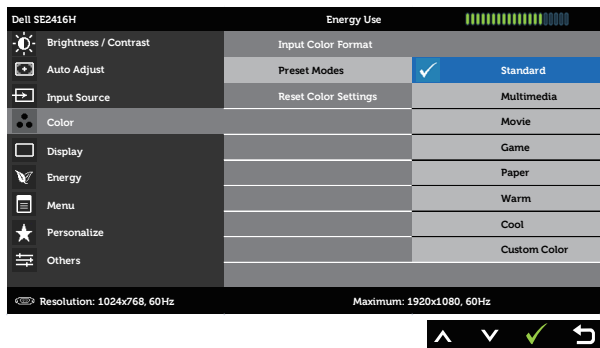 Dell SE2416H Energy Use
Brightness / Contrast Input Color Format
Auto Adjust Preset Modes Standard
Input Source Reset Color Settings Multimedia
Color Movie
Display Game
Energy Paper
Menu Warm
Personalize Cool
Others Custom Color
Resolution: 1024x768, 60Hz Maximum: 1920x1080, 60Hz